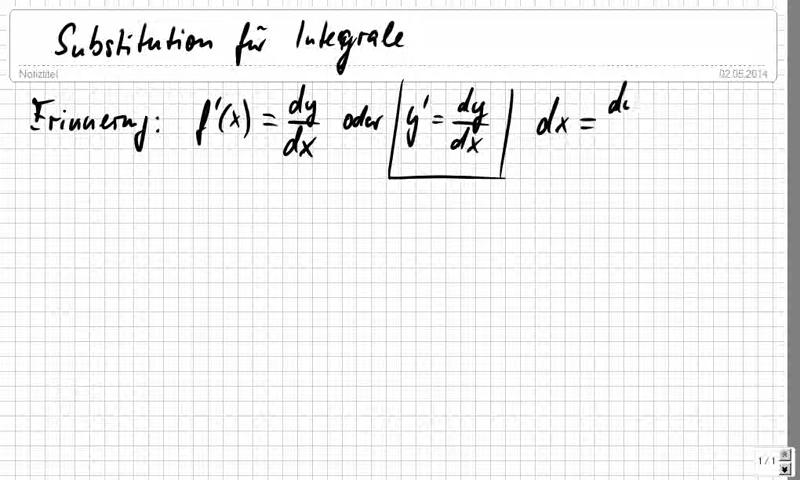 Substitution für Integrale
Notiztitel 02.05.2014
Erinnerung: f'(x) = dy/dx oder y' = dy/dx dx =
1 / 1